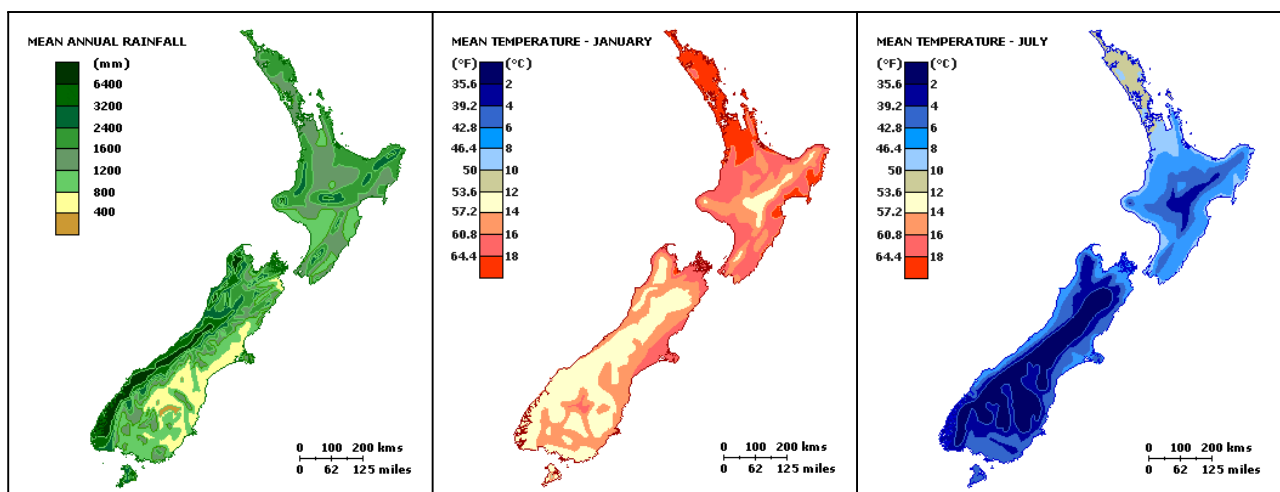 MEAN ANNUAL RAINFALL
(mm)
6400
3200
2400
1600
1200
800
400
0 100 200 kms
0 62 125 miles
MEAN TEMPERATURE - JANUARY
(°F) (°C)
35.6 2
39.2 4
42.8 6
46.4 8
50 10
53.6 12
57.2 14
60.8 16
64.4 18
0 100 200 kms
0 62 125 miles
MEAN TEMPERATURE - JULY
(°F) (°C)
35.6 2
39.2 4
42.8 6
46.4 8
50 10
53.6 12
57.2 14
60.8 16
64.4 18
0 100 200 kms
0 62 125 miles